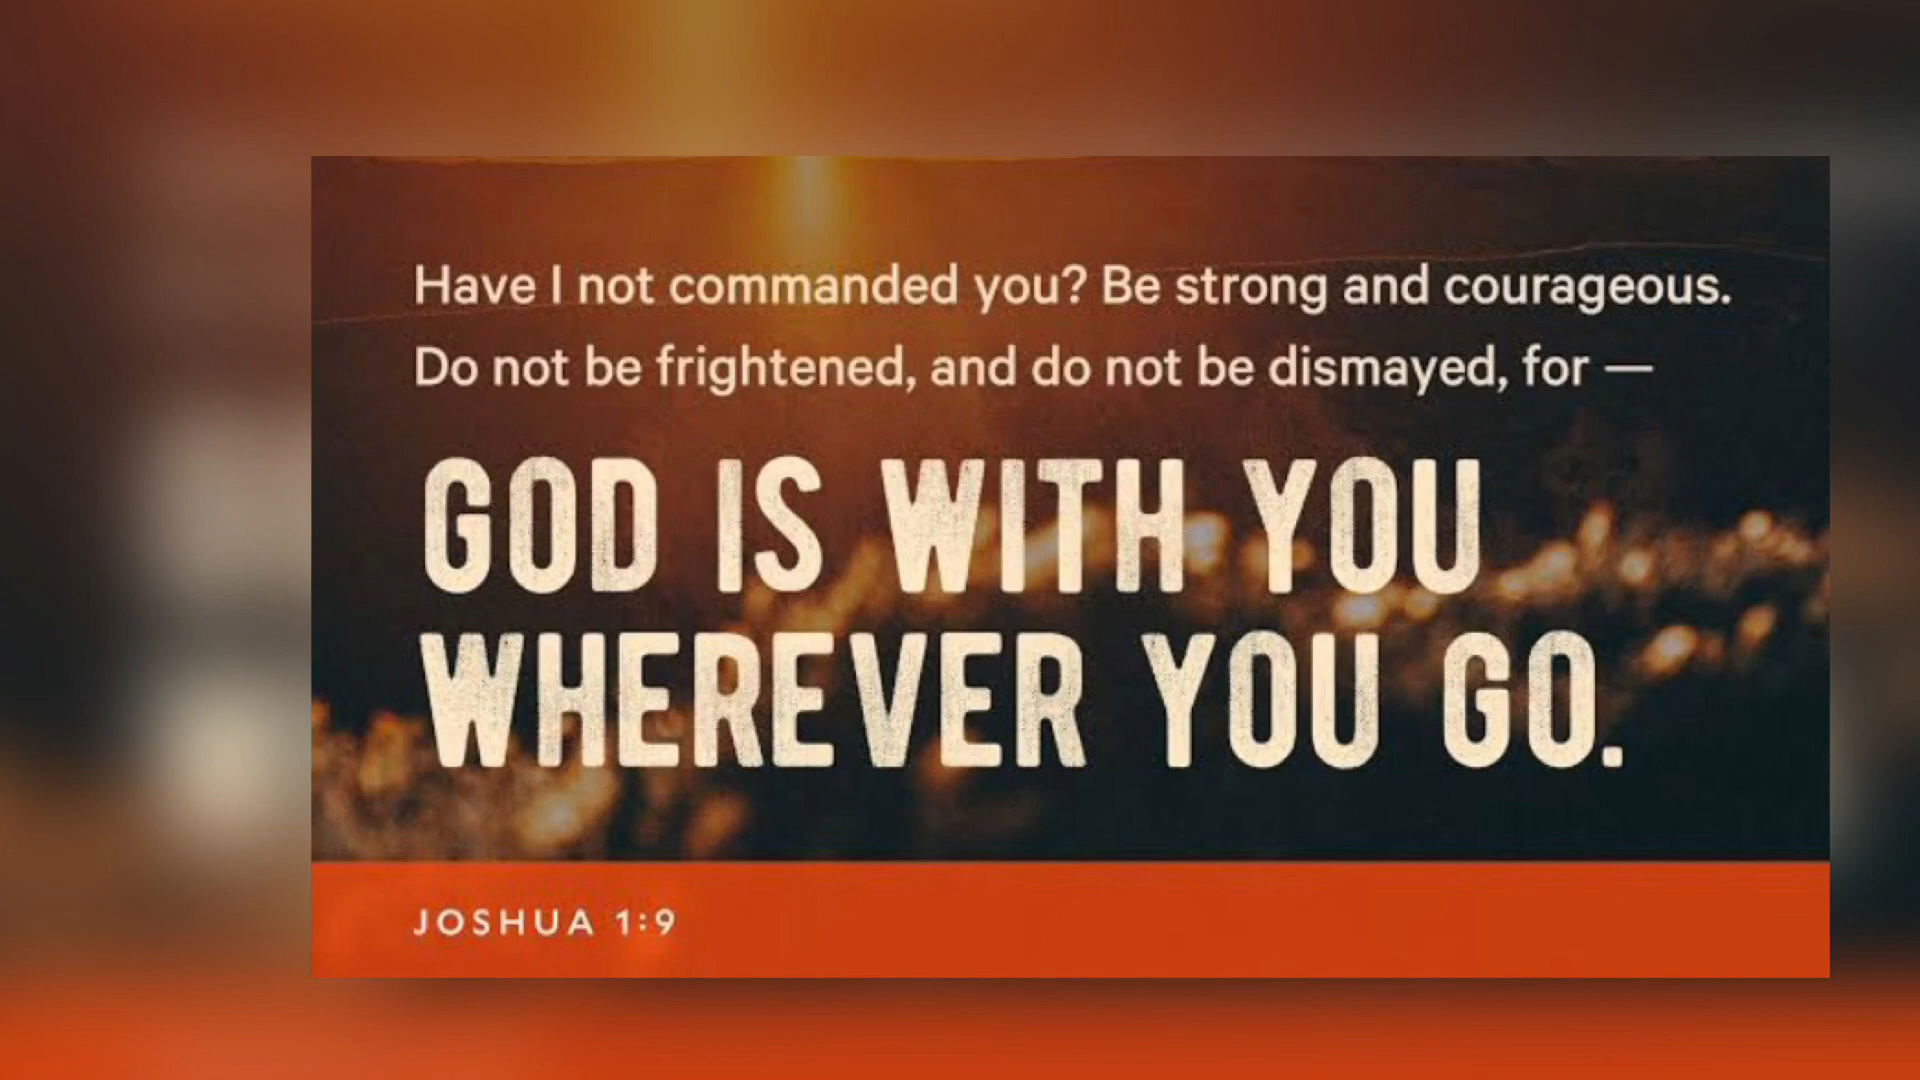 Have I not commanded you? Be strong and courageous.
Do not be frightened, and do not be dismayed, for —
GOD IS WITH YOU
WHEREVER YOU GO.
JOSHUA 1:9